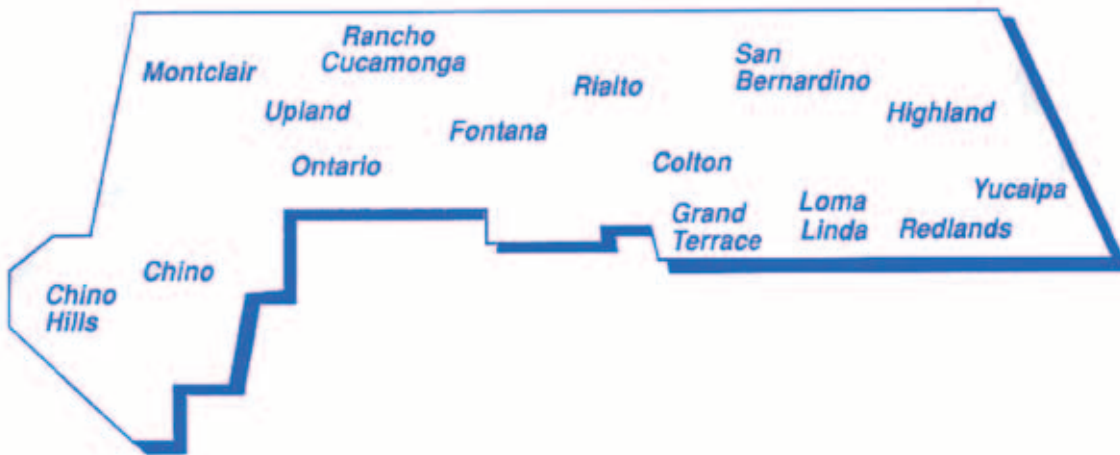 Rancho
Cucamonga
Montclair
San
Bernardino
Rialto
Upland
Highland
Fontana
Ontario
Colton
Yucaipa
Grand
Terrace
Loma
Linda
Redlands
Chino
Chino
Hills